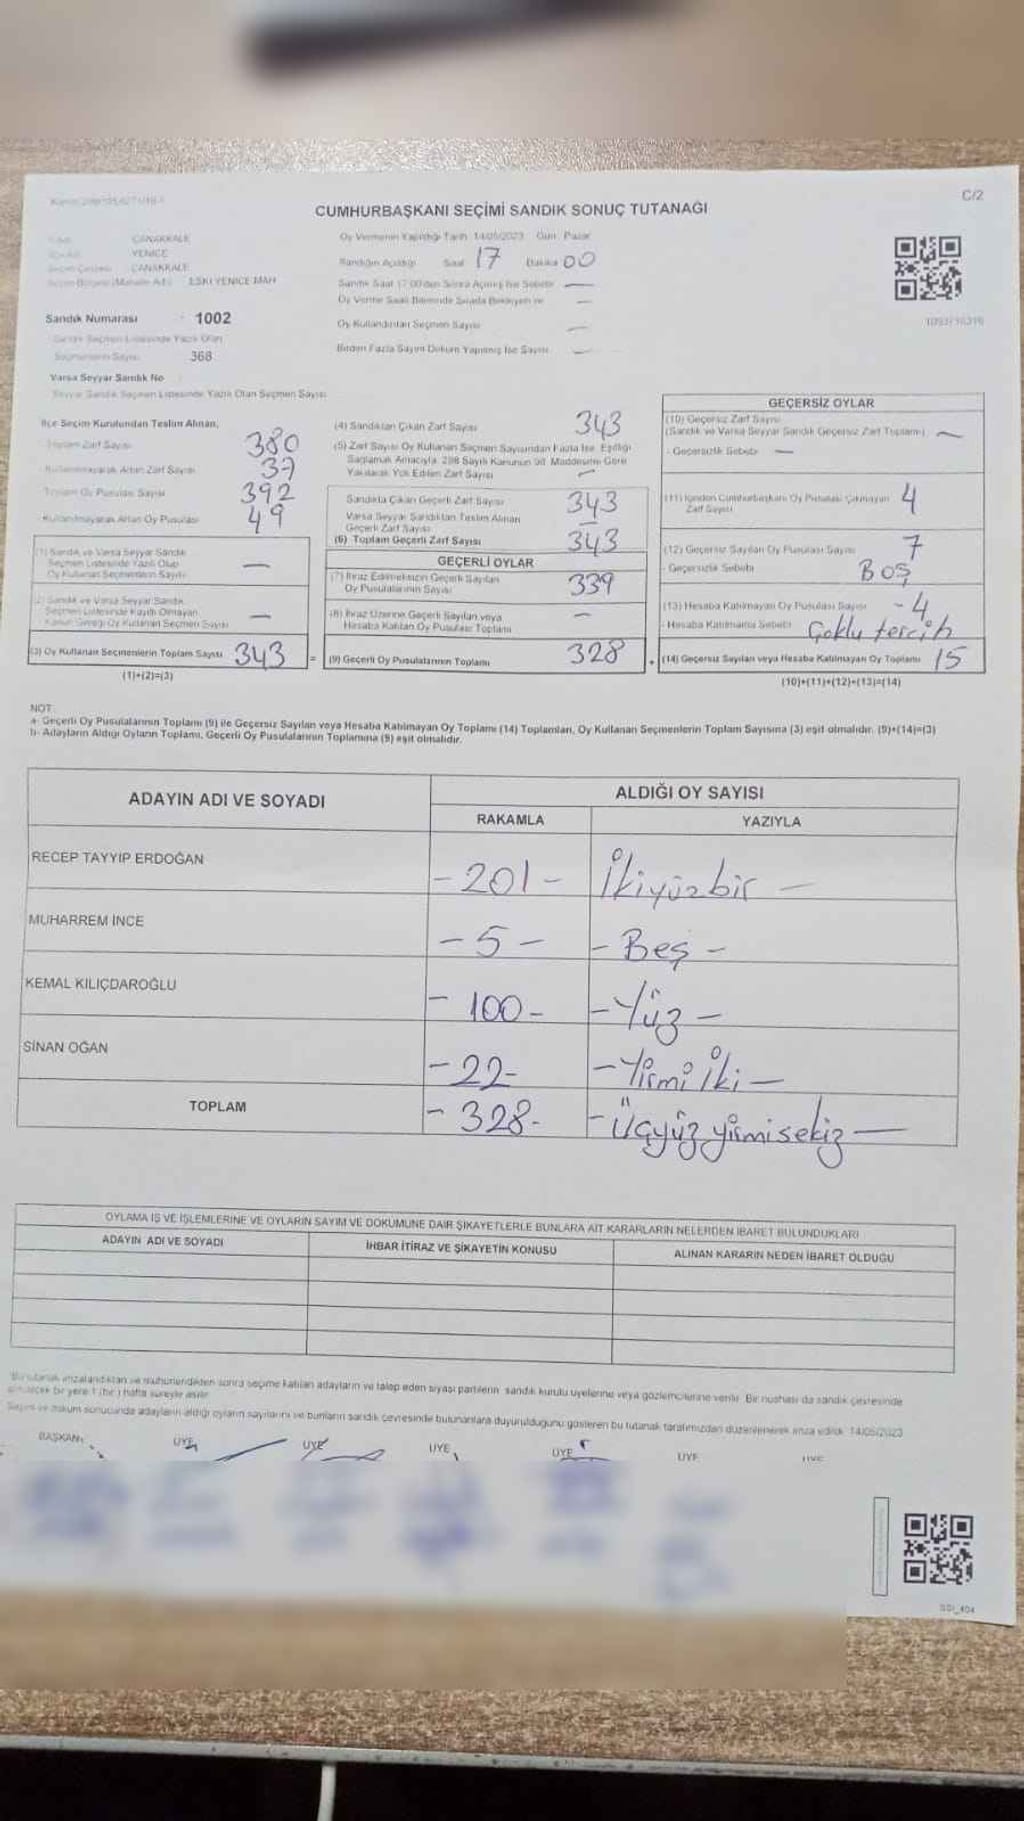 C/2
CUMHURBAŞKANI SEÇİMİ SANDIK SONUÇ TUTANAĞI
ÇANAKKALE
YENİCE
ÇANAKKALE
ESKİ YENİCE MAH
Oy Vermenin Yapıldığı Tarih 14/05/2023 Gün Pazar
Sandığın Açıldığı Saat 17 Dakika 00
Sandık Saat 17:00'den Sonra Açılmış İse Sebebi —
Oy Verme Saati Bitiminde Sırada Bekleyen ve —
Oy Kullandırılan Seçmen Sayısı —
Birden Fazla Sayım Döküm Yapılmış İse Sayısı —
Sandık Numarası 1002
Sandık Seçmen Listesinde Yazılı Olan
Seçmenlerin Sayısı 368
Varsa Seyyar Sandık No
Seyyar Sandık Seçmen Listesinde Yazılı Olan Seçmen Sayısı
İlçe Seçim Kurulundan Teslim Alınan,
Toplam Zarf Sayısı 380
Kullanılmayarak Artan Zarf Sayısı 37
Toplam Oy Pusulası Sayısı 392
Kullanılmayarak Artan Oy Pusulası 49
(1) Sandık ve Varsa Seyyar Sandık
Seçmen Listesinde Yazılı Olup
Oy Kullanan Seçmenlerin Sayısı —
(2) Sandık ve Varsa Seyyar Sandık
Seçmen Listesinde Kayıtlı Olmayan
Kanun Gereği Oy Kullanan Seçmen Sayısı —
(3) Oy Kullanan Seçmenlerin Toplam Sayısı 343 =
(1)+(2)=(3)
(4) Sandıktan Çıkan Zarf Sayısı 343
(5) Zarf Sayısı Oy Kullanan Seçmen Sayısından Fazla İse, Eşitliği
Sağlamak Amacıyla, 298 Sayılı Kanunun 98. Maddesine Göre
Yakılarak Yok Edilen Zarf Sayısı —
Sandıkta Çıkan Geçerli Zarf Sayısı 343
Varsa Seyyar Sandıktan Teslim Alınan
Geçerli Zarf Sayısı —
(6) Toplam Geçerli Zarf Sayısı 343
GEÇERLİ OYLAR
(7) İtiraz Edilmeksizin Geçerli Sayılan
Oy Pusulalarının Sayısı 339
(8) İtiraz Üzerine Geçerli Sayılan veya
Hesaba Katılan Oy Pusulası Toplamı —
(9) Geçerli Oy Pusulalarının Toplamı 328 +
GEÇERSİZ OYLAR
(10) Geçersiz Zarf Sayısı
(Sandık ve Varsa Seyyar Sandık Geçersiz Zarf Toplamı) —
- Geçersizlik Sebebi —
(11) İçinden Cumhurbaşkanı Oy Pusulası Çıkmayan
Zarf Sayısı 4
(12) Geçersiz Sayılan Oy Pusulası Sayısı 7
- Geçersizlik Sebebi BOŞ
(13) Hesaba Katılmayan Oy Pusulası Sayısı - 4
- Hesaba Katılmama Sebebi Çoklu tercih
(14) Geçersiz Sayılan veya Hesaba Katılmayan Oy Toplamı 15
(10)+(11)+(12)+(13)=(14)
NOT:
a- Geçerli Oy Pusulalarının Toplamı (9) ile Geçersiz Sayılan veya Hesaba Katılmayan Oy Toplamı (14) Toplamları, Oy Kullanan Seçmenlerin Toplam Sayısına (3) eşit olmalıdır. (9)+(14)=(3)
b- Adayların Aldığı Oyların Toplamı, Geçerli Oy Pusulalarının Toplamına (9) eşit olmalıdır.
ADAYIN ADI VE SOYADI
ALDIĞI OY SAYISI
RAKAMLA YAZIYLA
RECEP TAYYIP ERDOĞAN - 201 - İkiyüzbir -
MUHARREM İNCE - 5 - - Beş -
KEMAL KILIÇDAROĞLU - 100 - - Yüz -
SİNAN OĞAN - 22 - - Yirmi İki -
TOPLAM - 328 - - Üçyüz yirmisekiz -
OYLAMA İŞ VE İŞLEMLERİNE VE OYLARIN SAYIM VE DÖKÜMÜNE DAİR ŞİKAYETLERLE BUNLARA AİT KARARLARIN NELERDEN İBARET BULUNDUKLARI
ADAYIN ADI VE SOYADI İHBAR İTİRAZ VE ŞİKAYETİN KONUSU ALINAN KARARIN NEDEN İBARET OLDUĞU
Bu tutanak imzalandıktan ve mühürlendikten sonra seçime katılan adayların ve talep eden siyasi partilerin sandık kurulu üyelerine veya gözlemcilerine verilir. Bir nüshası da sandık çevresinde
bir yere 1 (bir) hafta süreyle asılır.
Sayım ve döküm sonucunda adayların aldığı oyların sayılarını ve bunların sandık çevresinde bulunanlara duyurulduğunu gösteren bu tutanak tarafımızdan düzenlenerek imza edildi. 14/05/2023
BAŞKAN ÜYE ÜYE ÜYE ÜYE ÜYE ÜYE